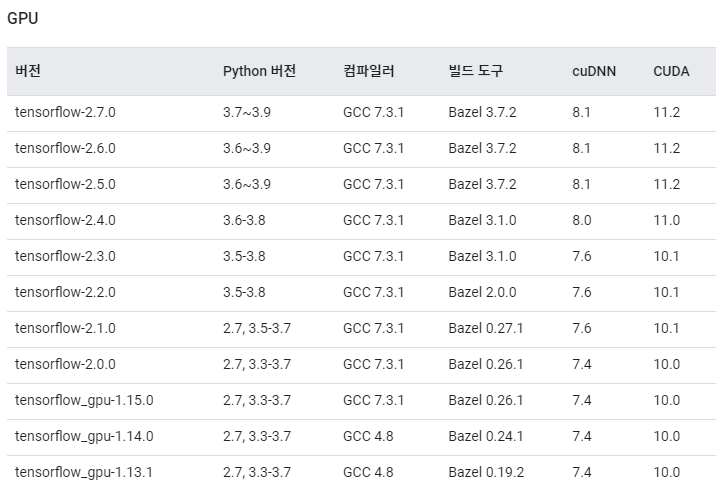 GPU
버전 Python 버전 컴파일러 빌드 도구 cuDNN CUDA
tensorflow-2.7.0 3.7~3.9 GCC 7.3.1 Bazel 3.7.2 8.1 11.2
tensorflow-2.6.0 3.6~3.9 GCC 7.3.1 Bazel 3.7.2 8.1 11.2
tensorflow-2.5.0 3.6~3.9 GCC 7.3.1 Bazel 3.7.2 8.1 11.2
tensorflow-2.4.0 3.6-3.8 GCC 7.3.1 Bazel 3.1.0 8.0 11.0
tensorflow-2.3.0 3.5-3.8 GCC 7.3.1 Bazel 3.1.0 7.6 10.1
tensorflow-2.2.0 3.5-3.8 GCC 7.3.1 Bazel 2.0.0 7.6 10.1
tensorflow-2.1.0 2.7, 3.5-3.7 GCC 7.3.1 Bazel 0.27.1 7.6 10.1
tensorflow-2.0.0 2.7, 3.3-3.7 GCC 7.3.1 Bazel 0.26.1 7.4 10.0
tensorflow_gpu-1.15.0 2.7, 3.3-3.7 GCC 7.3.1 Bazel 0.26.1 7.4 10.0
tensorflow_gpu-1.14.0 2.7, 3.3-3.7 GCC 4.8 Bazel 0.24.1 7.4 10.0
tensorflow_gpu-1.13.1 2.7, 3.3-3.7 GCC 4.8 Bazel 0.19.2 7.4 10.0